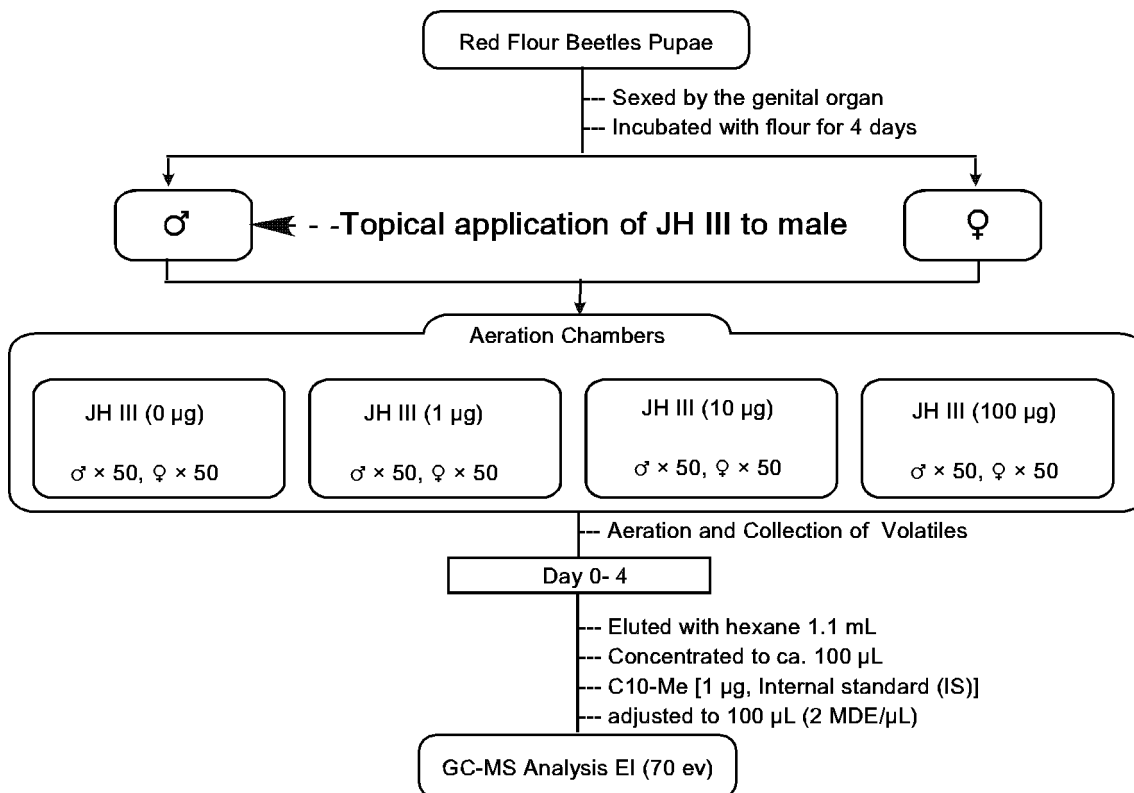 Red Flour Beetles Pupae
--- Sexed by the genital organ
--- Incubated with flour for 4 days
♂
- -Topical application of JH III to male
♀
Aeration Chambers
JH III (0 µg)
♂ × 50, ♀ × 50
JH III (1 µg)
♂ × 50, ♀ × 50
JH III (10 µg)
♂ × 50, ♀ × 50
JH III (100 µg)
♂ × 50, ♀ × 50
--- Aeration and Collection of Volatiles
Day 0- 4
--- Eluted with hexane 1.1 mL
--- Concentrated to ca. 100 µL
--- C10-Me [1 µg, Internal standard (IS)]
--- adjusted to 100 µL (2 MDE/µL)
GC-MS Analysis EI (70 ev)